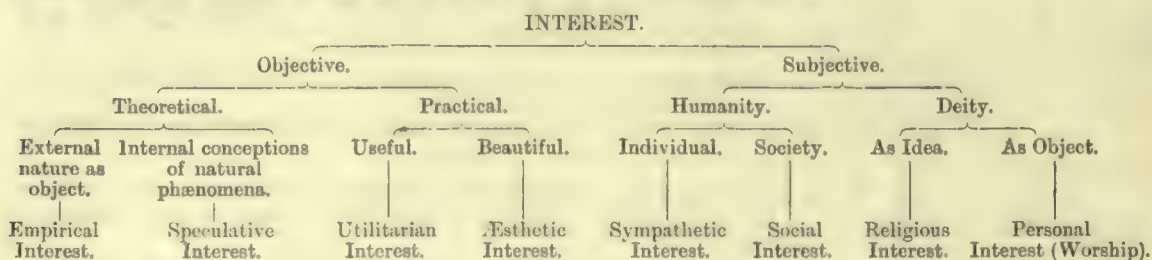 INTEREST.
Objective. Subjective.
Theoretical. Practical. Humanity. Deity.
External Internal conceptions Useful. Beautiful. Individual. Society. As Idea. As Object.
nature as of natural
object. phænomena.
Empirical Speculative Utilitarian Æsthetic Sympathetic Social Religious Personal
Interest. Interest. Interest. Interest. Interest. Interest. Interest. Interest (Worship).